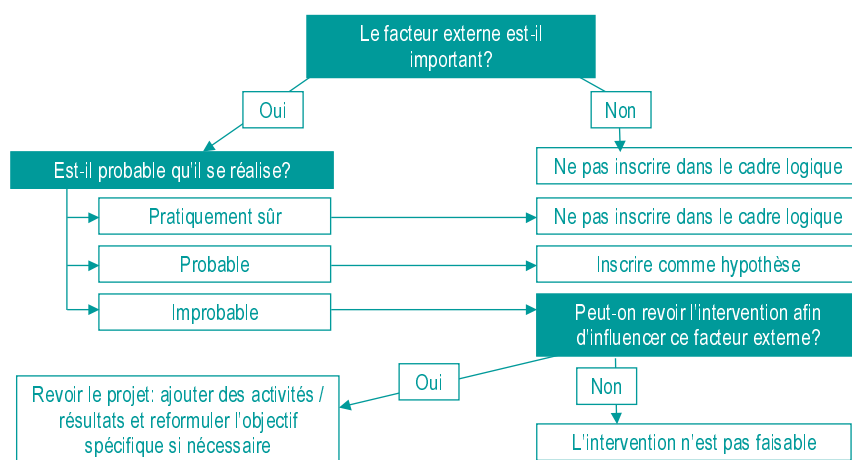 Le facteur externe est-il
important?
Oui
Non
Est-il probable qu'il se réalise?
Ne pas inscrire dans le cadre logique
Pratiquement sûr
Ne pas inscrire dans le cadre logique
Probable
Inscrire comme hypothèse
Improbable
Peut-on revoir l'intervention afin
d'influencer ce facteur externe?
Oui
Non
Revoir le projet: ajouter des activités /
résultats et reformuler l'objectif
spécifique si nécessaire
L'intervention n'est pas faisable